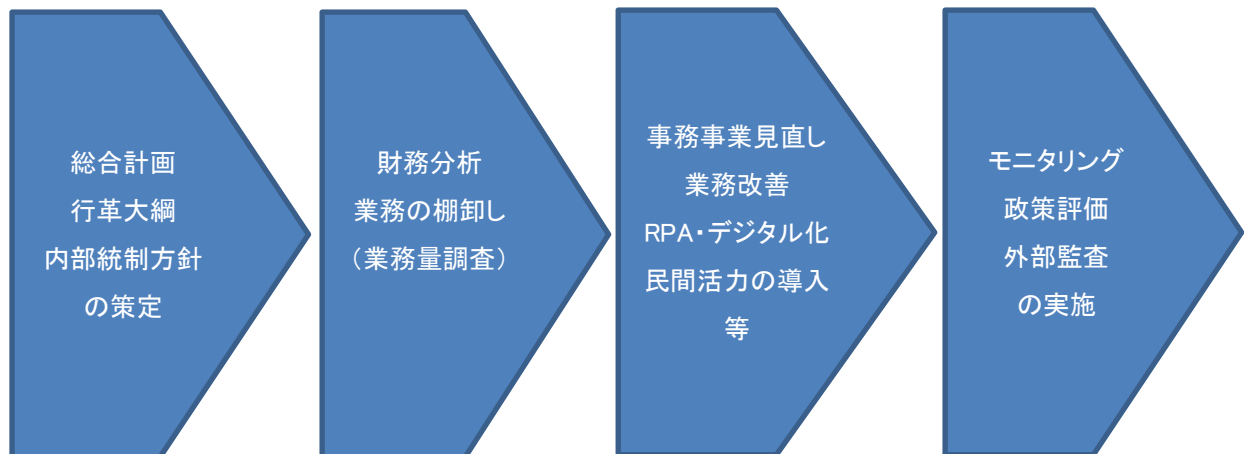 総合計画
行革大綱
内部統制方針
の策定
財務分析
業務の棚卸し
（業務量調査）
事務事業見直し
業務改善
RPA・デジタル化
民間活力の導入
等
モニタリング
政策評価
外部監査
の実施